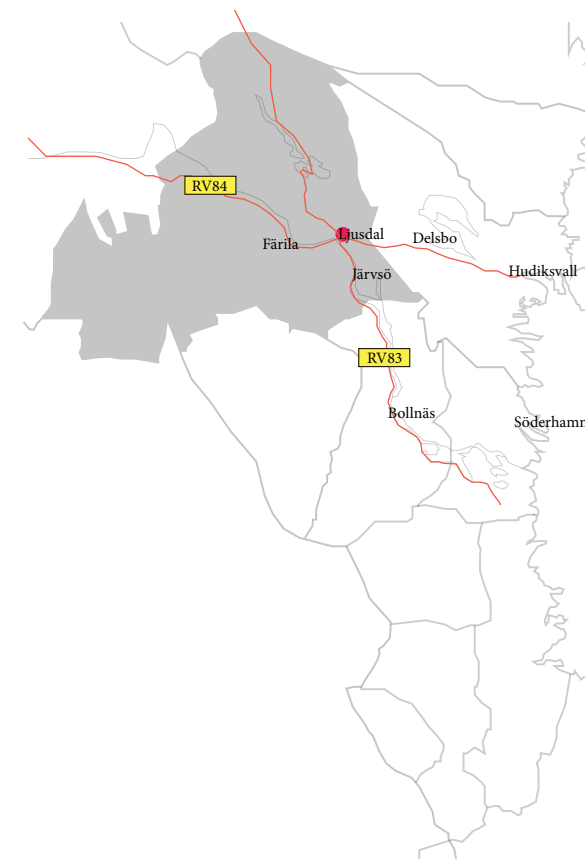 RV84
Ljusdal
Delsbo
Färila
Hudiksvall
Järvsö
RV83
Bollnäs
Söderhamn